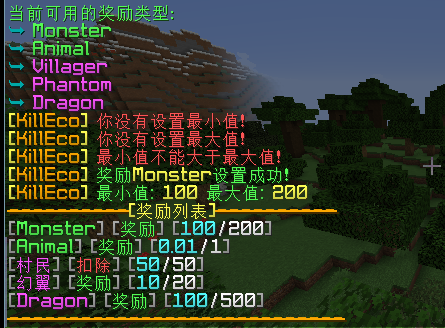 当前可用的奖励类型:
→ Monster
→ Animal
→ Villager
→ Phantom
→ Dragon
[KillEco] 你没有设置最小值!
[KillEco] 你没有设置最大值!
[KillEco] 最小值不能大于最大值!
[KillEco] 奖励Monster设置成功!
[KillEco] 最小值: 100 最大值: 200
[奖励列表]
[Monster] [奖励] [100/200]
[Animal] [奖励] [0.01/1]
[村民] [扣除] [50/50]
[幻翼] [奖励] [10/20]
[Dragon] [奖励] [100/500]